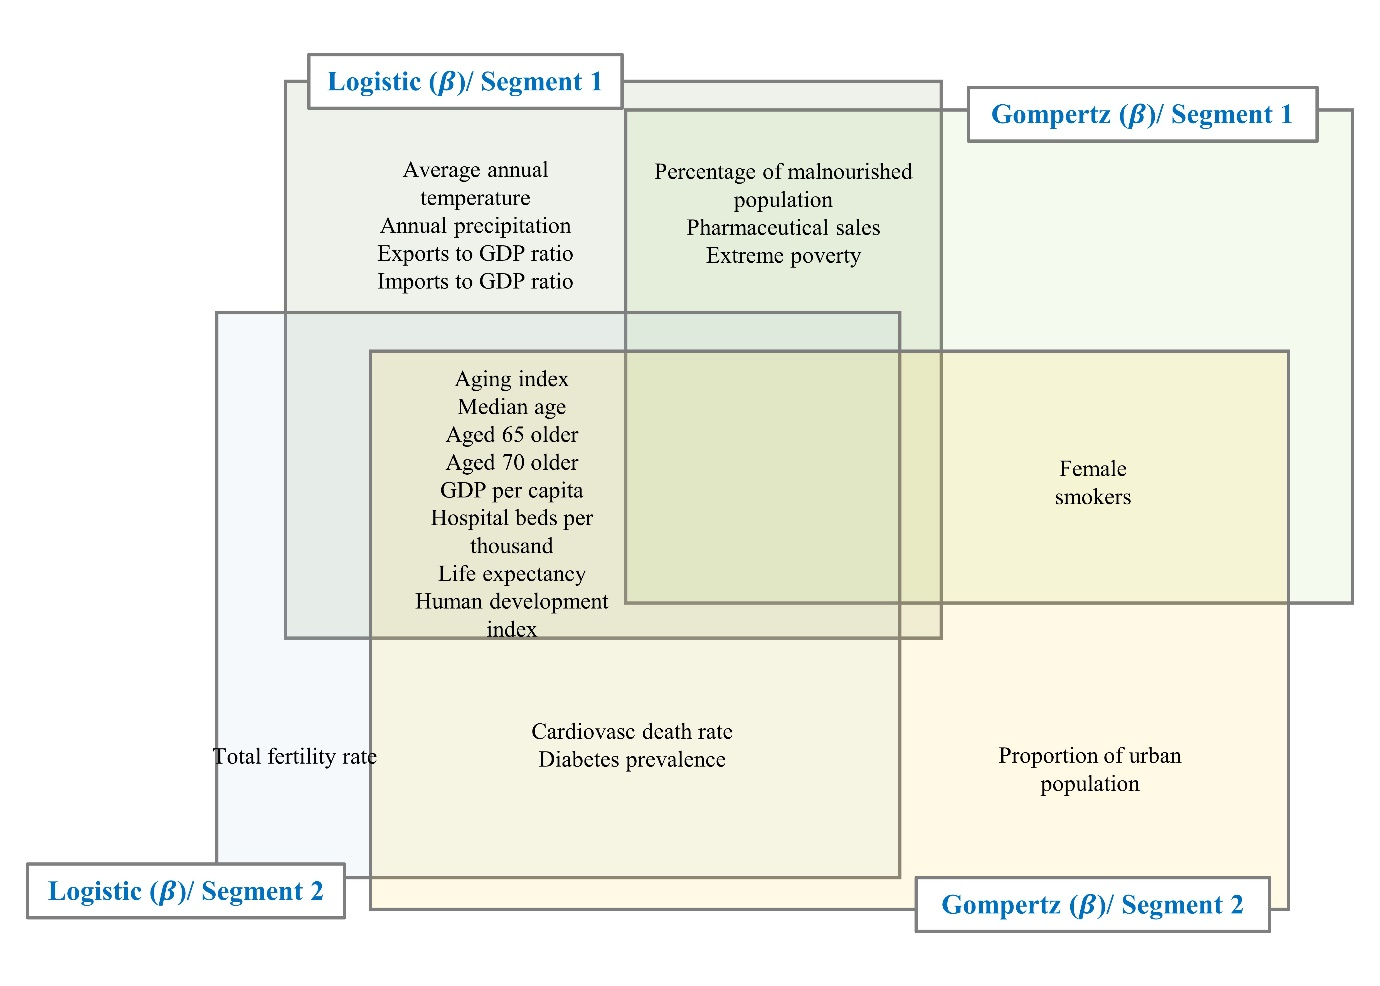 Logistic (β)/ Segment 1
Gompertz (β)/ Segment 1
Average annual
temperature
Annual precipitation
Exports to GDP ratio
Imports to GDP ratio
Percentage of malnourished
population
Pharmaceutical sales
Extreme poverty
Aging index
Median age
Aged 65 older
Aged 70 older
GDP per capita
Hospital beds per
thousand
Life expectancy
Human development
index
Female
smokers
Total fertility rate
Cardiovasc death rate
Diabetes prevalence
Proportion of urban
population
Logistic (β)/ Segment 2
Gompertz (β)/ Segment 2